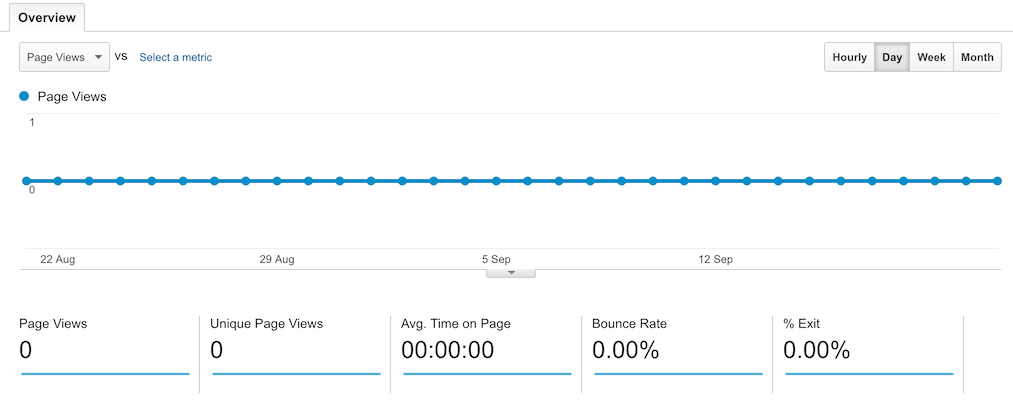 Overview
Page Views vs Select a metric Hourly Day Week Month
Page Views
1
0
22 Aug 29 Aug 5 Sep 12 Sep
Page Views Unique Page Views Avg. Time on Page Bounce Rate % Exit
0 0 00:00:00 0.00% 0.00%